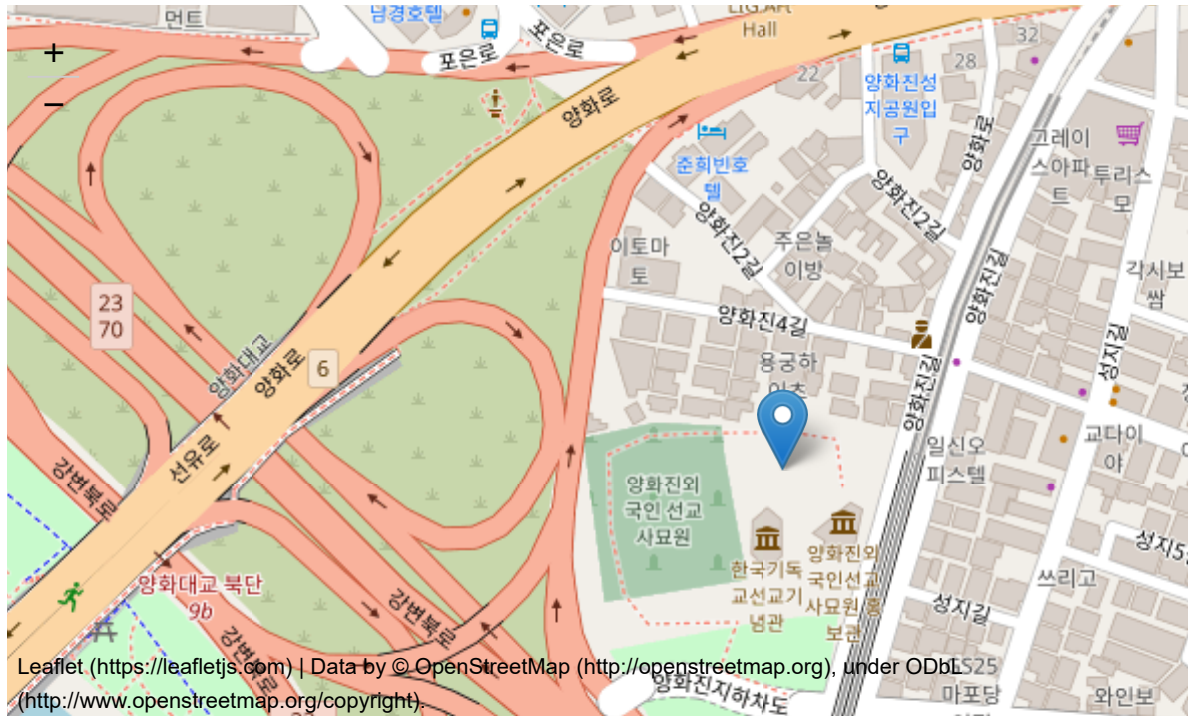 먼트
남경호텔
포은로
포은로
LIG Art
Hall
32
28
22
양화진성
지공원입
구
양화로
양화로
고레이
스아파
트
투리스
모
준희빈호
텔
양화진2길
양화진2길
이토마
토
주은놀
이방
양화진길
각시보
쌈
23
70
양화진4길
양화대교
양화로
6
용궁하
양화진길
성지길
선유로
강변북로
일신오
피스텔
교다이
야
양화진외
국인 선교
사묘원
한국기독
교선교기
념관
양화진외
국인선교
사묘원 홍
보관
성지5
쓰리고
양화대교 북단
9b
강변북로
강변북로
성지길
Leaflet (https://leafletjs.com) | Data by © OpenStreetMap (http://openstreetmap.org), under ODbL
(http://www.openstreetmap.org/copyright).
GS25
마포당
양화진지하차도
와인보
+
−